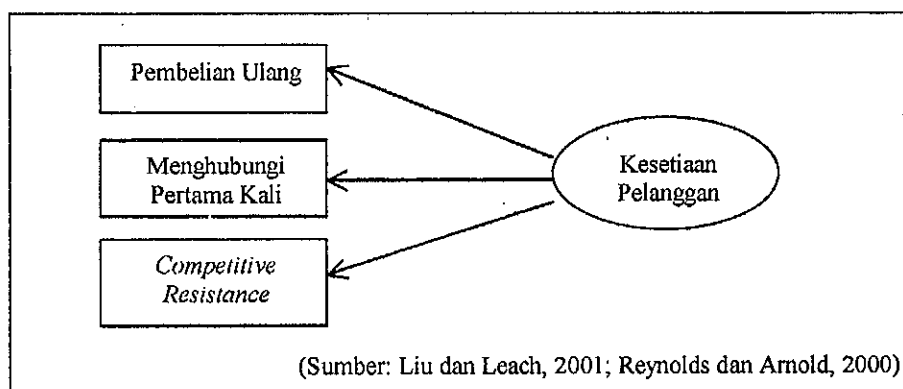 Pembelian Ulang
Menghubungi
Pertama Kali
Competitive
Resistance
Kesetiaan
Pelanggan
(Sumber: Liu dan Leach, 2001; Reynolds dan Arnold, 2000)